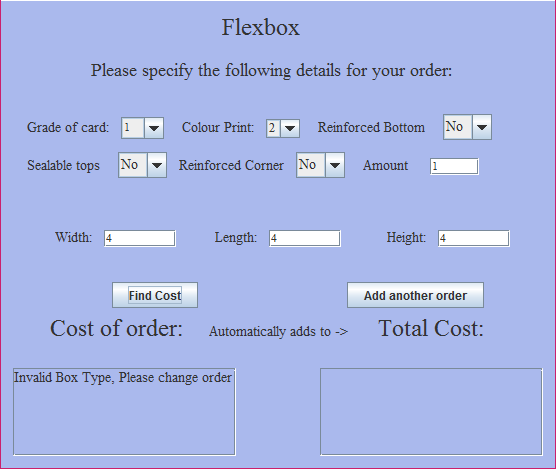 Flexbox
Please specify the following details for your order:
Grade of card: 1 Colour Print: 2 Reinforced Bottom No
Sealable tops No Reinforced Corner No Amount 1
Width: 4 Length: 4 Height: 4
Find Cost Add another order
Cost of order: Automatically adds to -> Total Cost:
Invalid Box Type, Please change order